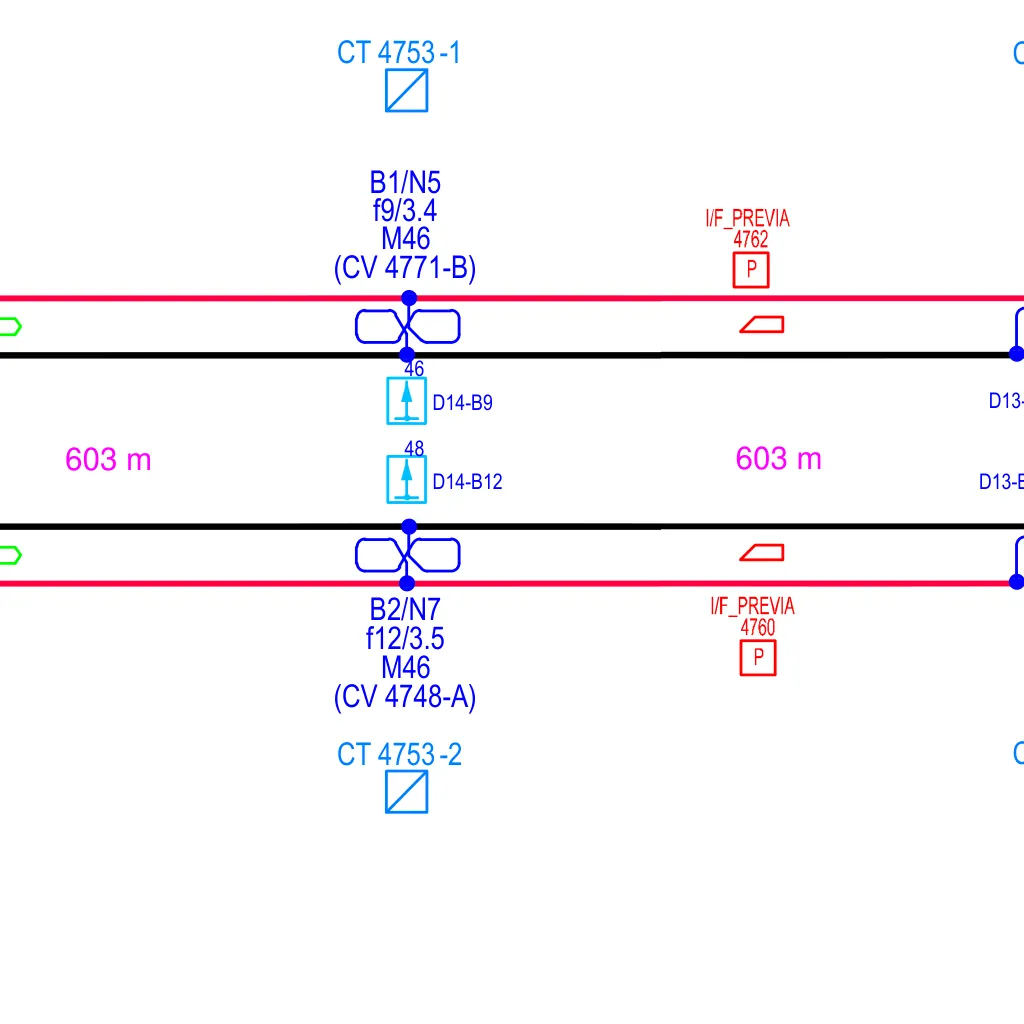 CT 4753-1
B1/N5
f9/3.4
M46
(CV 4771-B)
I/F_PREVIA
4762
P
46
D14-B9
D13-
603 m
603 m
48
D14-B12
B2/N7
f12/3.5
M46
(CV 4748-A)
I/F_PREVIA
4760
P
CT 4753-2